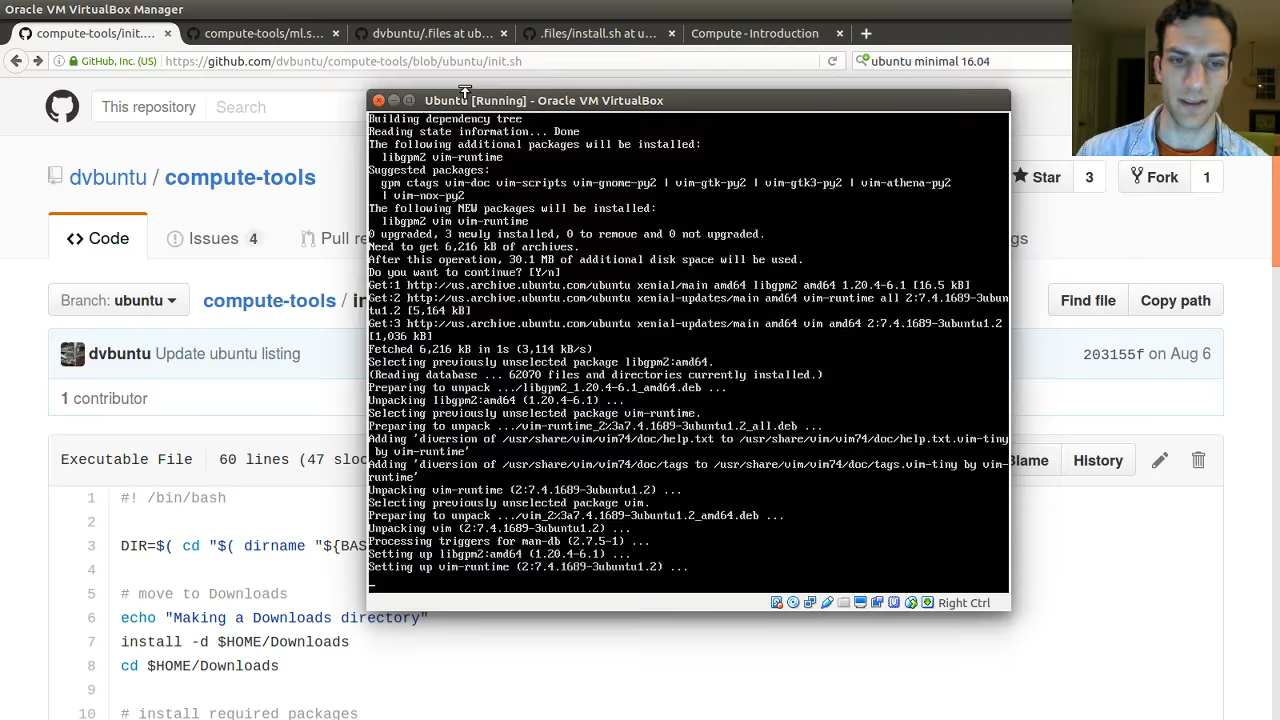 Oracle VM VirtualBox Manager
compute-tools/init.... × compute-tools/ml.s... × dvbuntu/.files at ub... × .files/install.sh at u... × Compute - Introduction ×
GitHub, Inc. (US) https://github.com/dvbuntu/compute-tools/blob/ubuntu/init.sh ubuntu minimal 16.04
This repository Search
dvbuntu / compute-tools
Star 3 Fork 1
Code Issues 4 Pull re
gs
Branch: ubuntu compute-tools / in
Find file Copy path
dvbuntu Update ubuntu listing
203155f on Aug 6
1 contributor
Executable File 60 lines (47 sloc
lame History
1 #! /bin/bash
2
3 DIR=$( cd "$( dirname "${BAS
4
5 # move to Downloads
6 echo "Making a Downloads directory"
7 install -d $HOME/Downloads
8 cd $HOME/Downloads
9
10 # install required packages
Ubuntu [Running] - Oracle VM VirtualBox
Building dependency tree
Reading state information... Done
The following additional packages will be installed:
libgpm2 vim-runtime
Suggested packages:
gpm ctags vim-doc vim-scripts vim-gnome-py2 | vim-gtk-py2 | vim-gtk3-py2 | vim-athena-py2
| vim-nox-py2
The following NEW packages will be installed:
libgpm2 vim vim-runtime
0 upgraded, 3 newly installed, 0 to remove and 0 not upgraded.
Need to get 6,216 kB of archives.
After this operation, 30.1 MB of additional disk space will be used.
Do you want to continue? [Y/n]
Get:1 http://us.archive.ubuntu.com/ubuntu xenial/main amd64 libgpm2 amd64 1.20.4-6.1 [16.5 kB]
Get:2 http://us.archive.ubuntu.com/ubuntu xenial-updates/main amd64 vim-runtime all 2:7.4.1689-3ubun
tu1.2 [5,164 kB]
Get:3 http://us.archive.ubuntu.com/ubuntu xenial-updates/main amd64 vim amd64 2:7.4.1689-3ubuntu1.2
[1,036 kB]
Fetched 6,216 kB in 1s (3,114 kB/s)
Selecting previously unselected package libgpm2:amd64.
(Reading database ... 62070 files and directories currently installed.)
Preparing to unpack .../libgpm2_1.20.4-6.1_amd64.deb ...
Unpacking libgpm2:amd64 (1.20.4-6.1) ...
Selecting previously unselected package vim-runtime.
Preparing to unpack .../vim-runtime_2%3a7.4.1689-3ubuntu1.2_all.deb ...
Adding 'diversion of /usr/share/vim/vim74/doc/help.txt to /usr/share/vim/vim74/doc/help.txt.vim-tiny
by vim-runtime'
Adding 'diversion of /usr/share/vim/vim74/doc/tags to /usr/share/vim/vim74/doc/tags.vim-tiny by vim-
runtime'
Unpacking vim-runtime (2:7.4.1689-3ubuntu1.2) ...
Selecting previously unselected package vim.
Preparing to unpack .../vim_2%3a7.4.1689-3ubuntu1.2_amd64.deb ...
Unpacking vim (2:7.4.1689-3ubuntu1.2) ...
Processing triggers for man-db (2.7.5-1) ...
Setting up libgpm2:amd64 (1.20.4-6.1) ...
Setting up vim-runtime (2:7.4.1689-3ubuntu1.2) ...
Right Ctrl